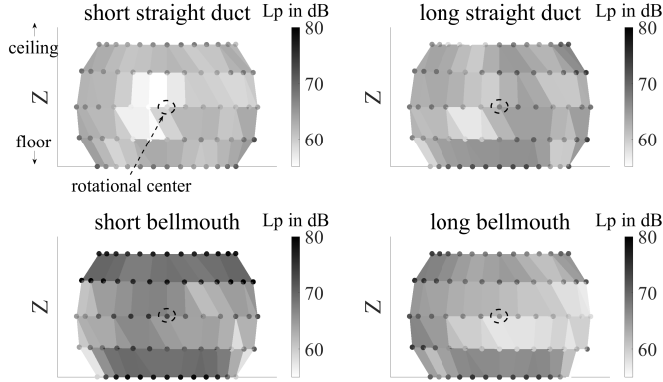 short straight duct
Lp in dB
80
70
60
ceiling
Z
floor
rotational center
long straight duct
Lp in dB
80
70
60
Z
short bellmouth
Lp in dB
80
70
60
Z
long bellmouth
Lp in dB
80
70
60
Z